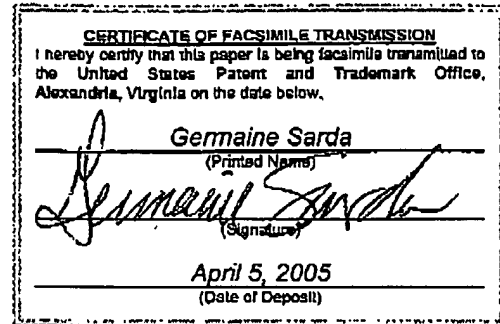 CERTIFICATE OF FACSIMILE TRANSMISSION
I hereby certify that this paper is being facsimile transmitted to
the United States Patent and Trademark Office,
Alexandria, Virginia on the date below.
Germaine Sarda
(Printed Name)
Germaine Sarda
(Signature)
April 5, 2005
(Date of Deposit)